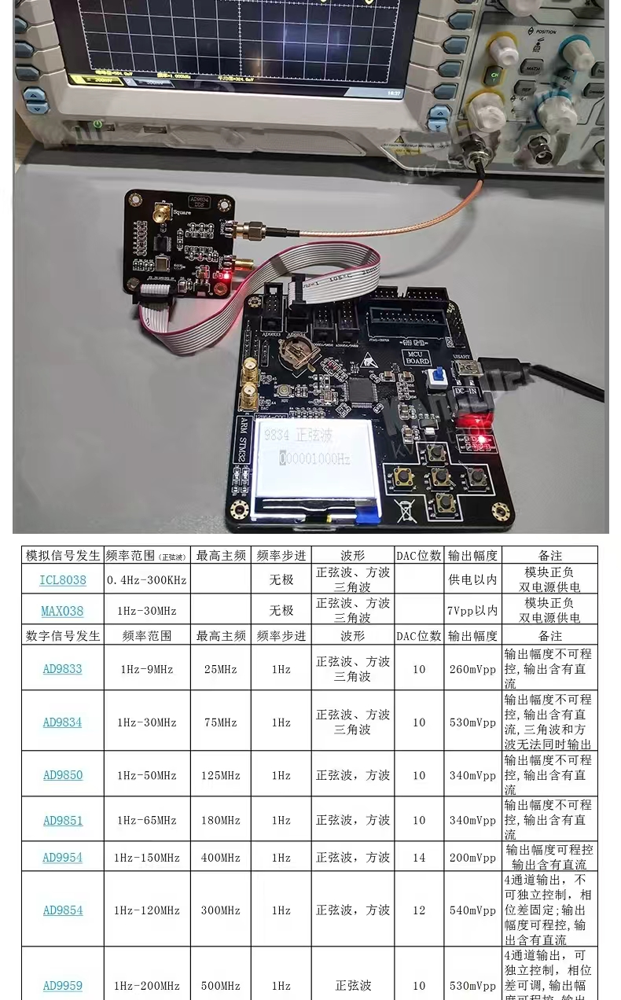 POSITION
MATH
REF
CH
16:27
AD9834
DDS
Square
AD9833
MCU
BOARD
USART
DC-IN
ARM STM32
DAC
DAC
9834 正弦波
000001000Hz
模拟信号发生 频率范围(正弦波) 最高主频 频率步进 波形 DAC位数 输出幅度 备注
ICL8038 0.4Hz-300KHz 无极 正弦波、方波 三角波 供电以内 模块正负 双电源供电
MAX038 1Hz-30MHz 无极 正弦波、方波 三角波 7Vpp以内 模块正负 双电源供电
数字信号发生 频率范围 最高主频 频率步进 波形 DAC位数 输出幅度 备注
AD9833 1Hz-9MHz 25MHz 1Hz 正弦波、方波 三角波 10 260mVpp 输出幅度不可程控,输出含有直流
AD9834 1Hz-30MHz 75MHz 1Hz 正弦波、方波 三角波 10 530mVpp 输出幅度不可程控,输出含有直流,三角波和方波无法同时输出
AD9850 1Hz-50MHz 125MHz 1Hz 正弦波，方波 10 340mVpp 输出幅度不可程控,输出含有直流
AD9851 1Hz-65MHz 180MHz 1Hz 正弦波，方波 10 340mVpp 输出幅度不可程控,输出含有直流
AD9954 1Hz-150MHz 400MHz 1Hz 正弦波，方波 14 200mVpp 输出幅度可程控 输出含有直流
AD9854 1Hz-120MHz 300MHz 1Hz 正弦波，方波 12 540mVpp 4通道输出，不可独立控制，相位差固定;输出幅度可程控,输出含有直流
AD9959 1Hz-200MHz 500MHz 1Hz 正弦波 10 530mVpp 4通道输出，可独立控制，相位差可调,输出幅度可程控,输出